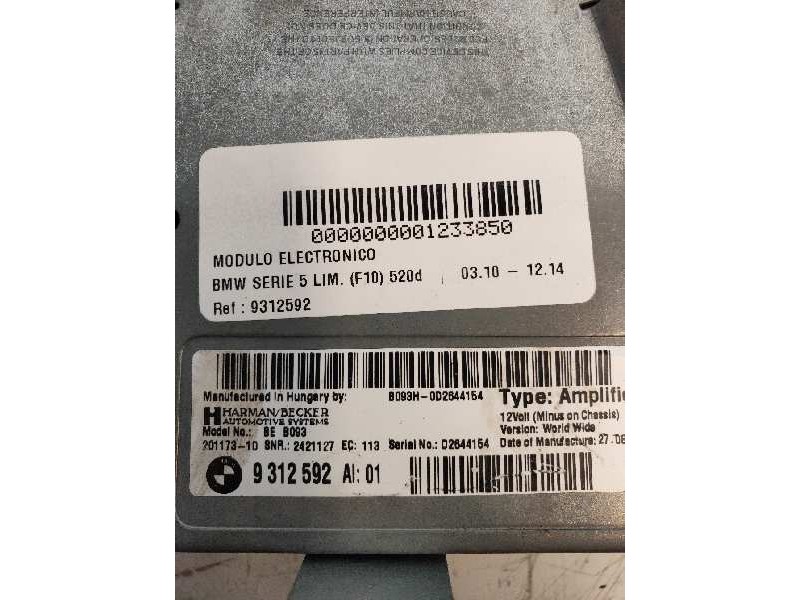 0000000001233850
MODULO ELECTRONICO
BMW SERIE 5 LIM. (F10) 520d 03.10 - 12.14
Ref : 9312592
Manufactured in Hungary by: B093H-0D2644154 Type: Amplifie
HARMAN/BECKER
AUTOMOTIVE SYSTEMS
12Volt (Minus on Chassis)
Model No.: BE B093 Version: World Wide
201173-10 SNR.: 2421127 EC: 113 Serial No.: D2644154 Date of Manufacture: 27.08
9 312 592 AI: 01